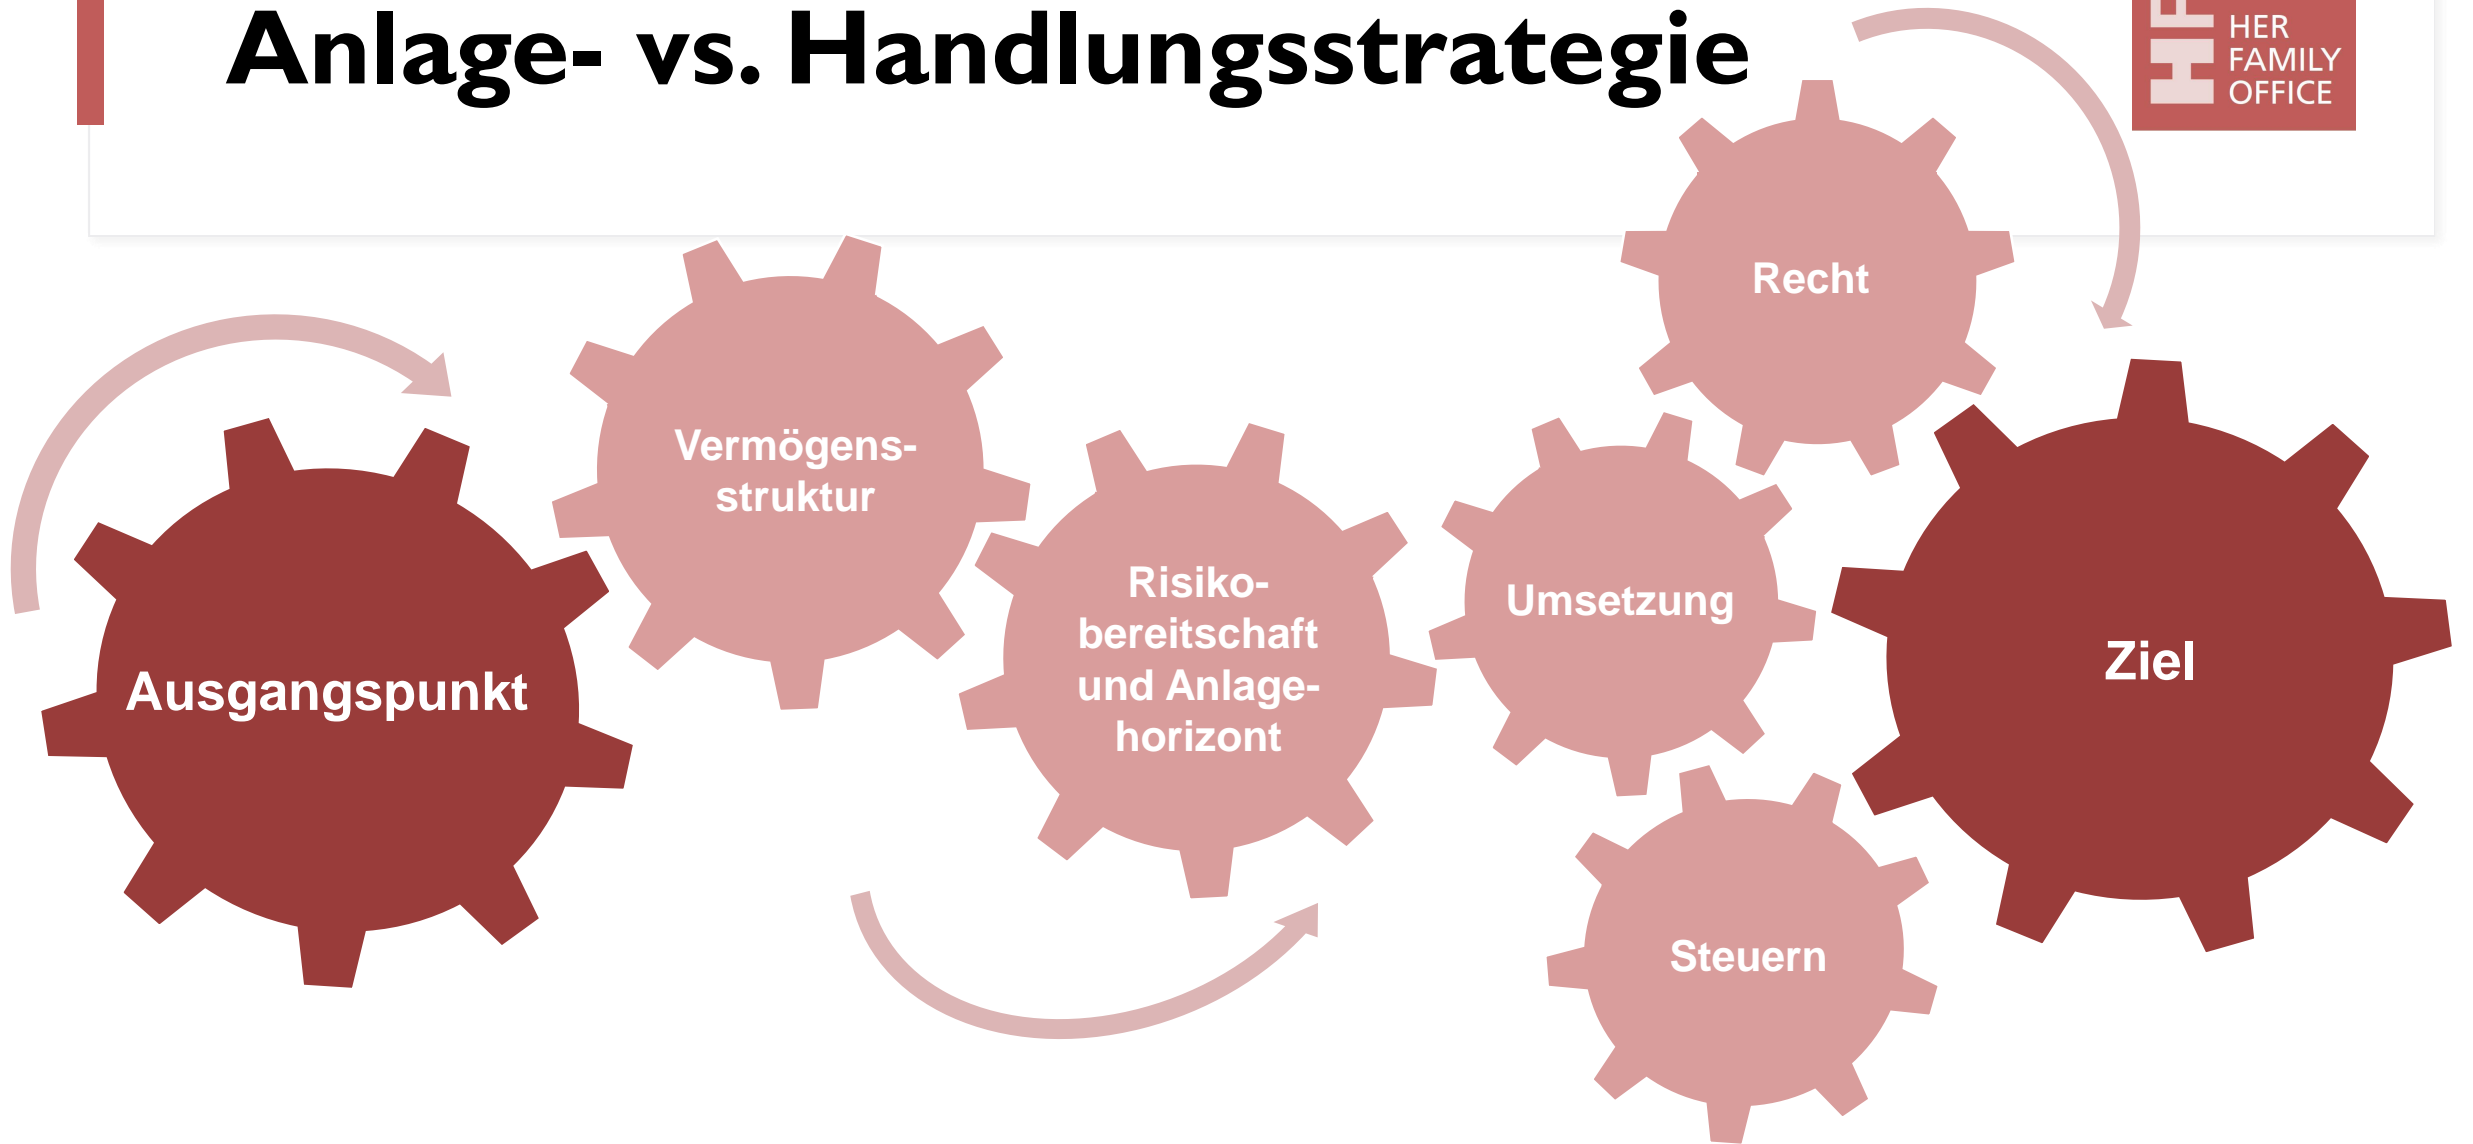 Anlage- vs. Handlungsstrategie
HER
FAMILY
OFFICE
Recht
Vermögens-
struktur
Risiko-
bereitschaft
und Anlage-
horizont
Umsetzung
Ausgangspunkt
Ziel
Steuern